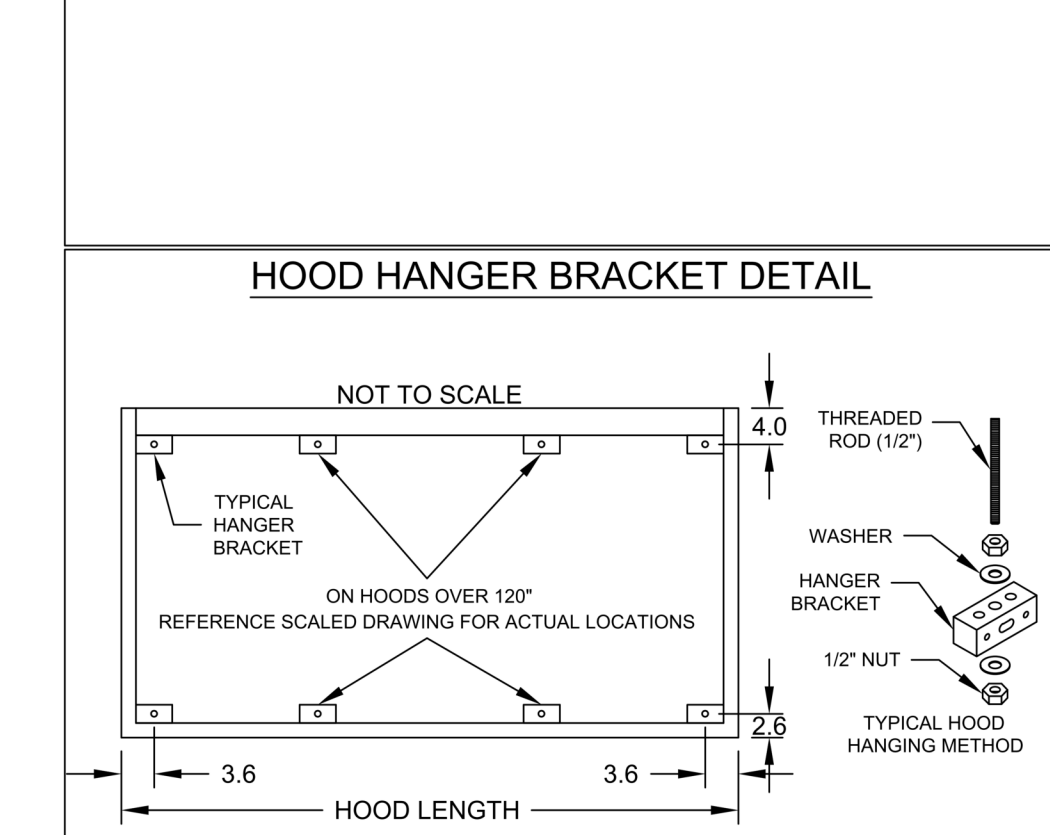 HOOD HANGER BRACKET DETAIL
NOT TO SCALE
4.0
TYPICAL
HANGER
BRACKET
ON HOODS OVER 120"
REFERENCE SCALED DRAWING FOR ACTUAL LOCATIONS
2.6
3.6
3.6
HOOD LENGTH
THREADED
ROD (1/2")
WASHER
HANGER
BRACKET
1/2" NUT
TYPICAL HOOD
HANGING METHOD